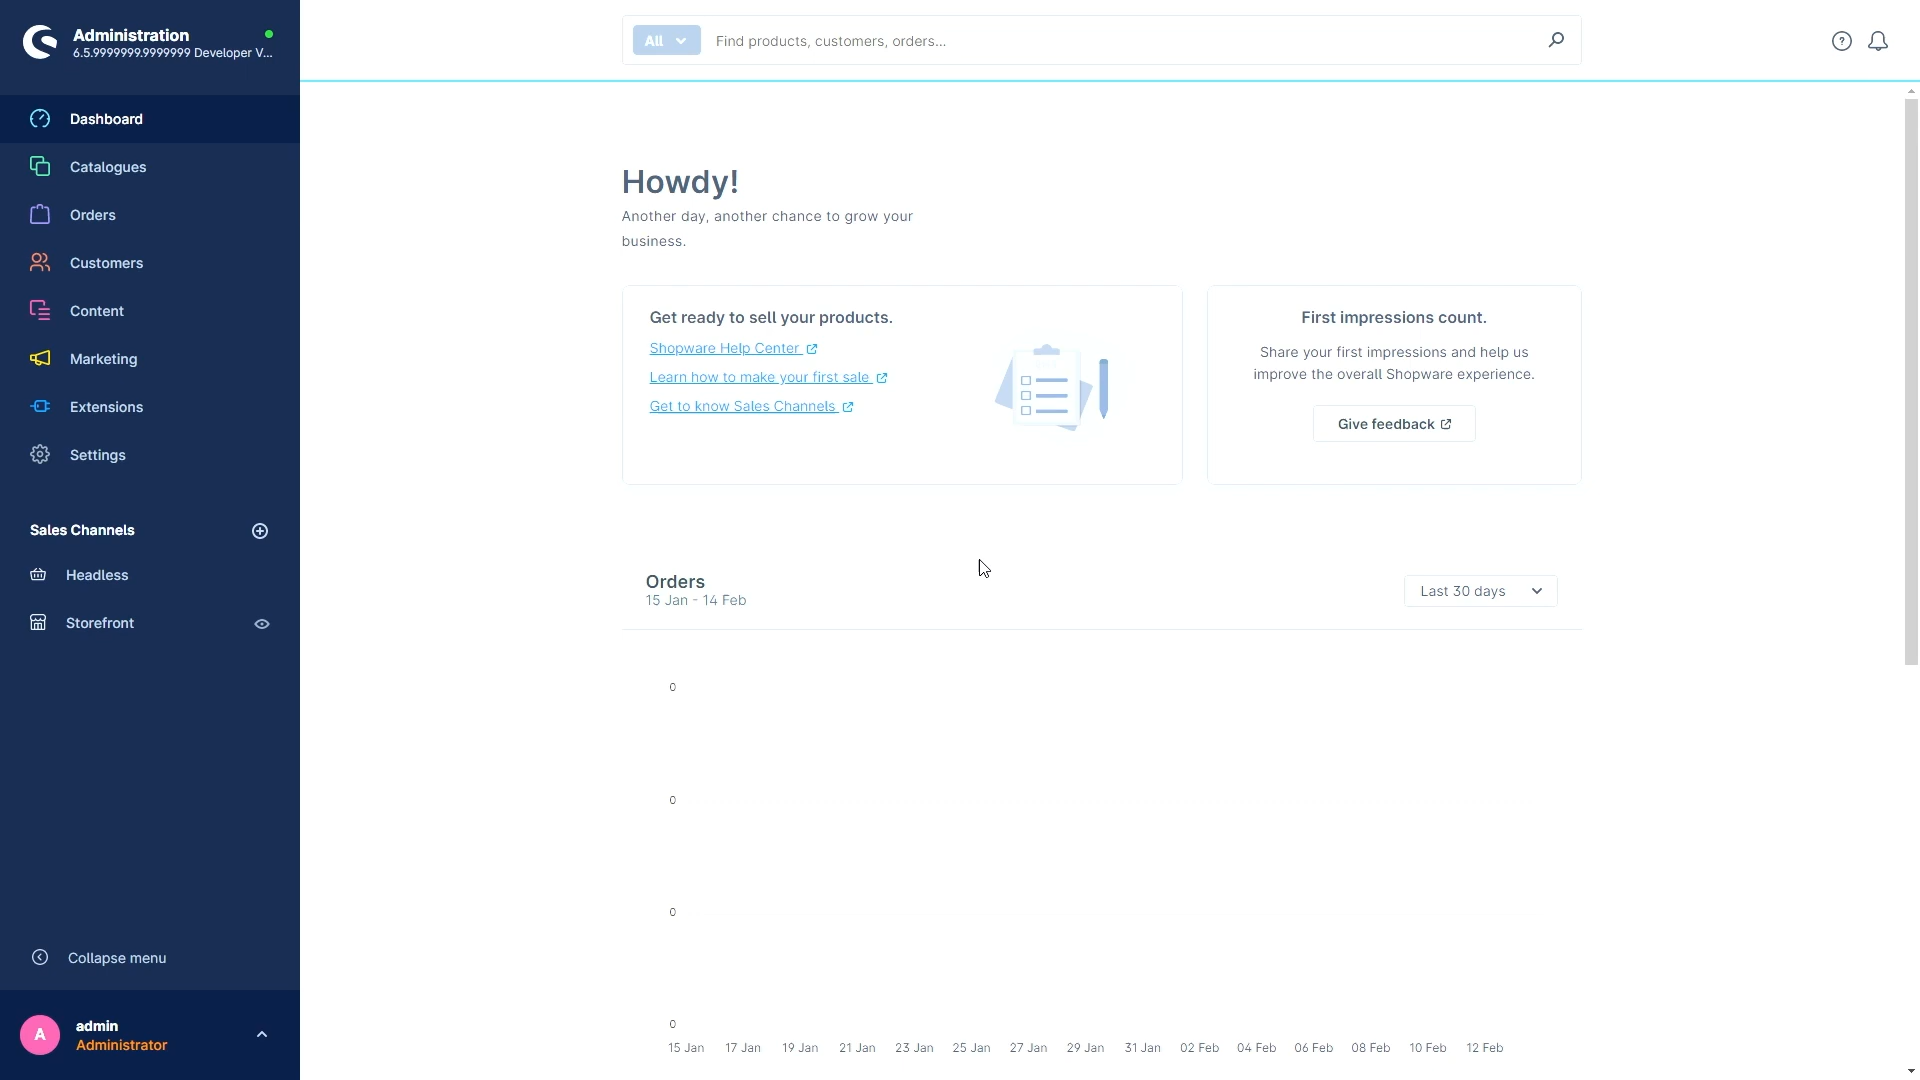 Administration
6.5.9999999.9999999 Developer V...
All
Find products, customers, orders...
Dashboard
Catalogues
Orders
Customers
Content
Marketing
Extensions
Settings
Sales Channels
Headless
Storefront
Collapse menu
A
admin
Administrator
Howdy!
Another day, another chance to grow your
business.
Get ready to sell your products.
Shopware Help Center
Learn how to make your first sale
Get to know Sales Channels
First impressions count.
Share your first impressions and help us
improve the overall Shopware experience.
Give feedback
Orders
15 Jan - 14 Feb
Last 30 days
0
0
0
0
15 Jan 17 Jan 19 Jan 21 Jan 23 Jan 25 Jan 27 Jan 29 Jan 31 Jan 02 Feb 04 Feb 06 Feb 08 Feb 10 Feb 12 Feb